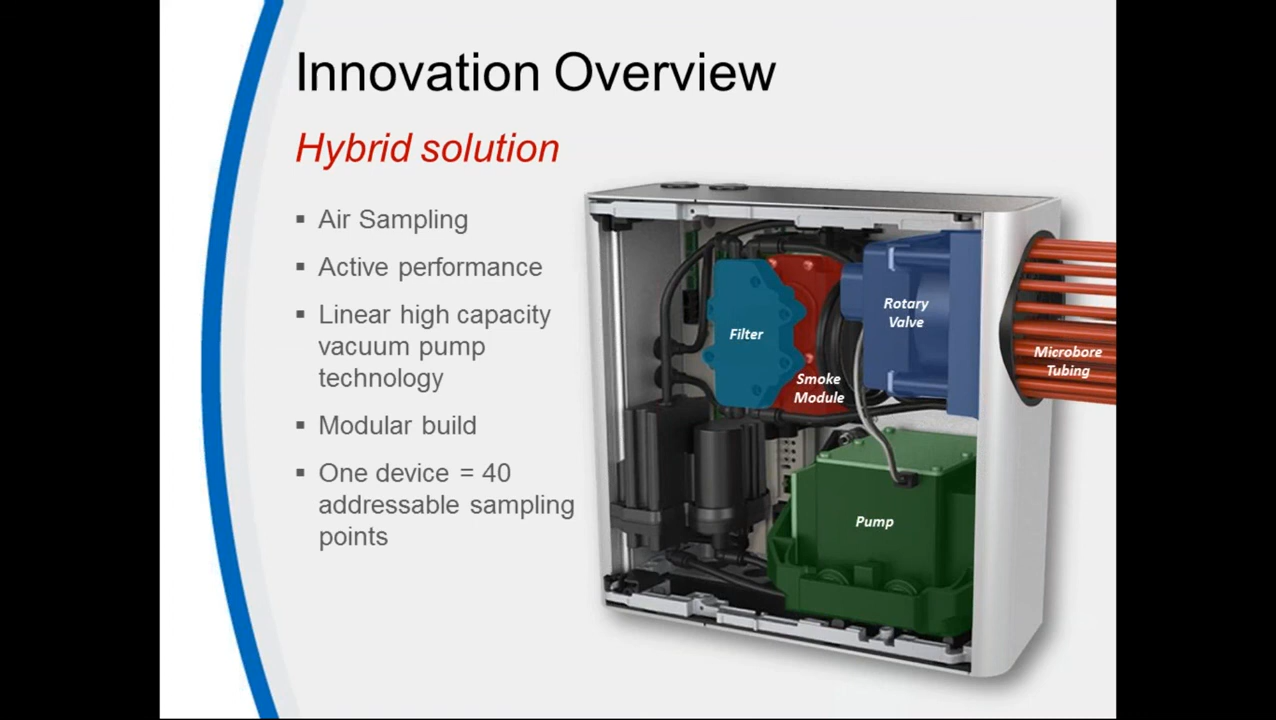 Innovation Overview
Hybrid solution
▪ Air Sampling
▪ Active performance
▪ Linear high capacity
vacuum pump
technology
▪ Modular build
▪ One device = 40
addressable sampling
points
Filter
Smoke
Module
Rotary
Valve
Microbore
Tubing
Pump